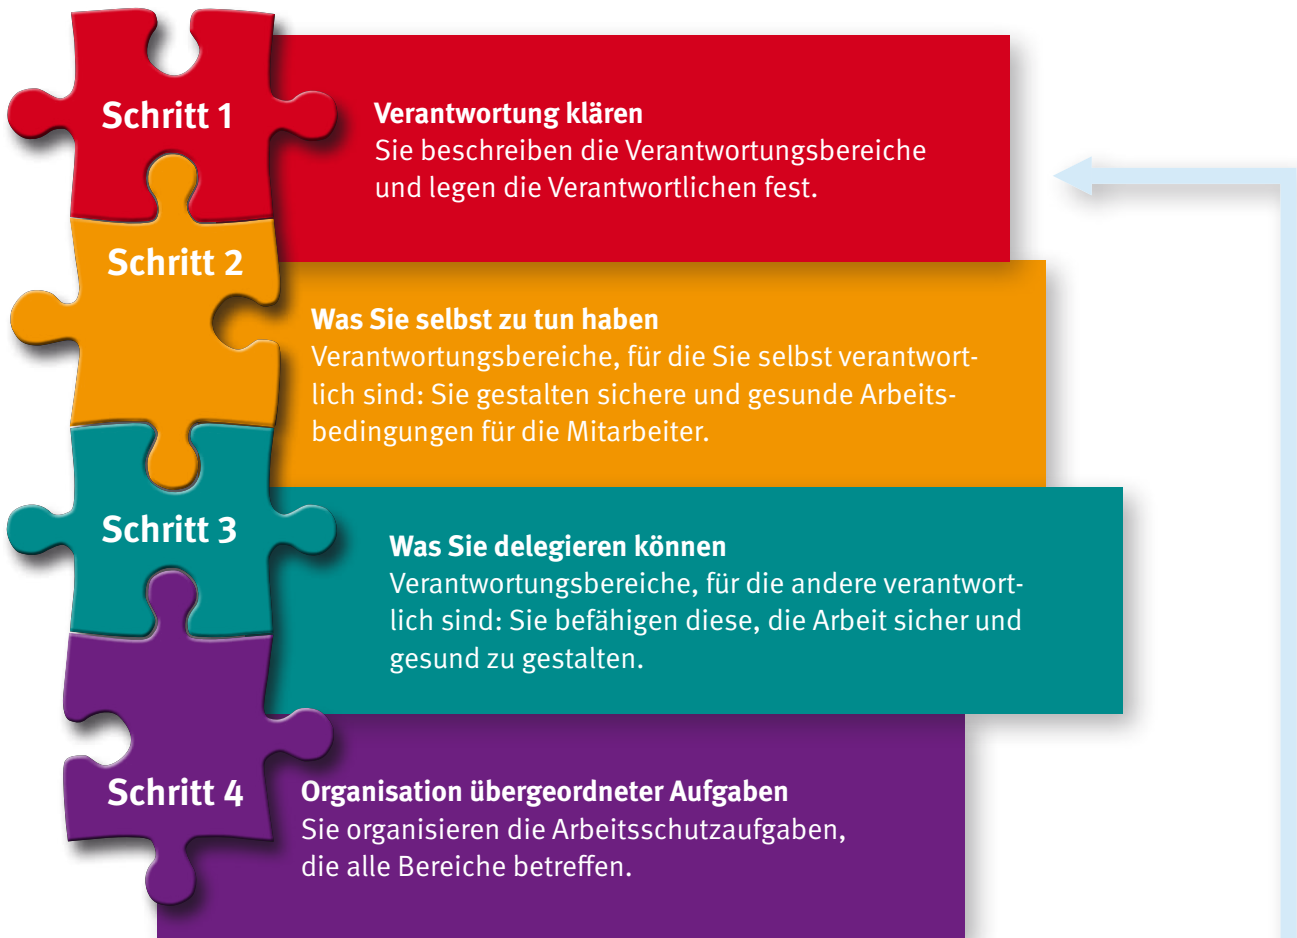 Schritt 1
Verantwortung klären
Sie beschreiben die Verantwortungsbereiche
und legen die Verantwortlichen fest.
Schritt 2
Was Sie selbst zu tun haben
Verantwortungsbereiche, für die Sie selbst verantwort-
lich sind: Sie gestalten sichere und gesunde Arbeits-
bedingungen für die Mitarbeiter.
Schritt 3
Was Sie delegieren können
Verantwortungsbereiche, für die andere verantwort-
lich sind: Sie befähigen diese, die Arbeit sicher und
gesund zu gestalten.
Schritt 4
Organisation übergeordneter Aufgaben
Sie organisieren die Arbeitsschutzaufgaben,
die alle Bereiche betreffen.